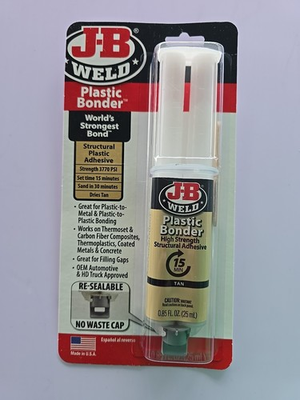 J-B
WELD
Plastic
Bonder™
World's
Strongest
Bond™
Structural
Plastic
Adhesive
Strength 3770 PSI
Set time 15 minutes
Sand in 30 minutes
Dries Tan
• Great for Plastic-to-
Metal & Plastic-to-
Plastic Bonding
• Works on Thermoset &
Carbon Fiber Composites,
Thermoplastics, Coated
Metals & Concrete
• Great for Filling Gaps
• OEM Automotive
& HD Truck Approved
RE-SEALABLE
NO WASTE CAP
Made in U.S.A.
Español al reverso
J-B
WELD
Plastic
Bonder
High Strength
Structural Adhesive
15
MIN
TAN
0.85 FL. OZ. (25 mL)